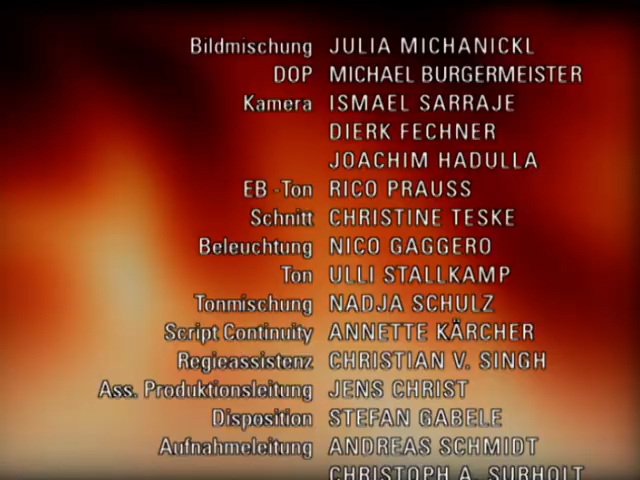 Bildmischung JULIA MICHANICKL
DOP MICHAEL BURGERMEISTER
Kamera ISMAEL SARRAJE
DIERK FECHNER
JOACHIM HADULLA
EB -Ton RICO PRAUSS
Schnitt CHRISTINE TESKE
Beleuchtung NICO GAGGERO
Ton ULLI STALLKAMP
Tonmischung NADJA SCHULZ
Script Continuity ANNETTE KÄRCHER
Regieassistenz CHRISTIAN V. SINGH
Ass. Produktionsleitung JENS CHRIST
Disposition STEFAN GABELE
Aufnahmeleitung ANDREAS SCHMIDT
CHRISTOPH A. SURHOLT